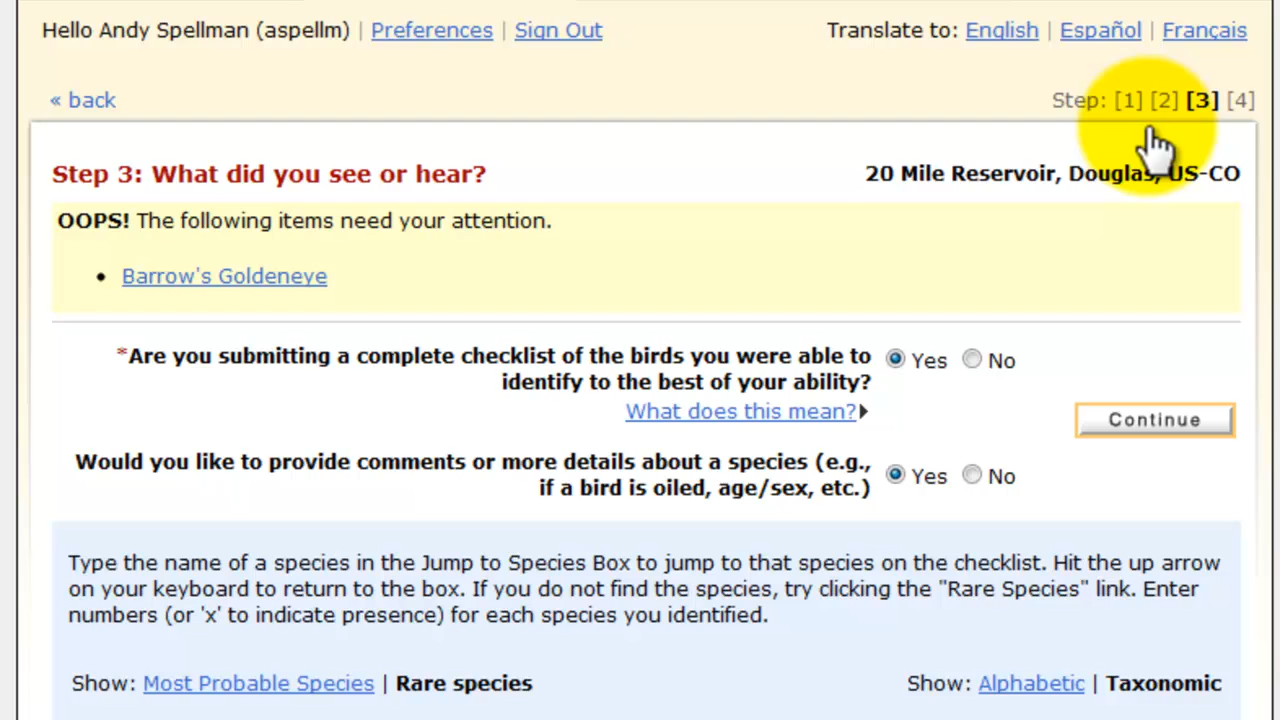 Hello Andy Spellman (aspellm) | Preferences | Sign Out Translate to: English | Español | Français
« back Step: [1] [2] [3] [4]
Step 3: What did you see or hear? 20 Mile Reservoir, Douglas, US-CO
OOPS! The following items need your attention.
• Barrow's Goldeneye
*Are you submitting a complete checklist of the birds you were able to Yes No
identify to the best of your ability?
What does this mean?
Continue
Would you like to provide comments or more details about a species (e.g., Yes No
if a bird is oiled, age/sex, etc.)
Type the name of a species in the Jump to Species Box to jump to that species on the checklist. Hit the up arrow
on your keyboard to return to the box. If you do not find the species, try clicking the "Rare Species" link. Enter
numbers (or 'x' to indicate presence) for each species you identified.
Show: Most Probable Species | Rare species Show: Alphabetic | Taxonomic